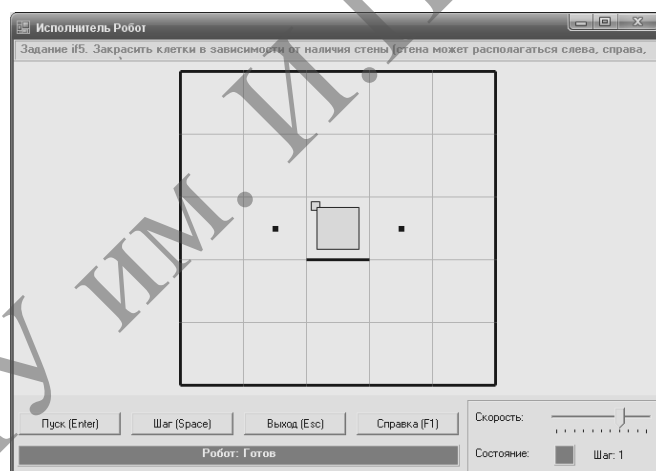 Исполнитель Робот
Задание if5. Закрасить клетки в зависимости от наличия стены (стена может располагаться слева, справа,
Пуск (Enter)
Шаг (Space)
Выход (Esc)
Справка (F1)
Скорость:
Робот: Готов
Состояние:
Шаг: 1
У им. И.